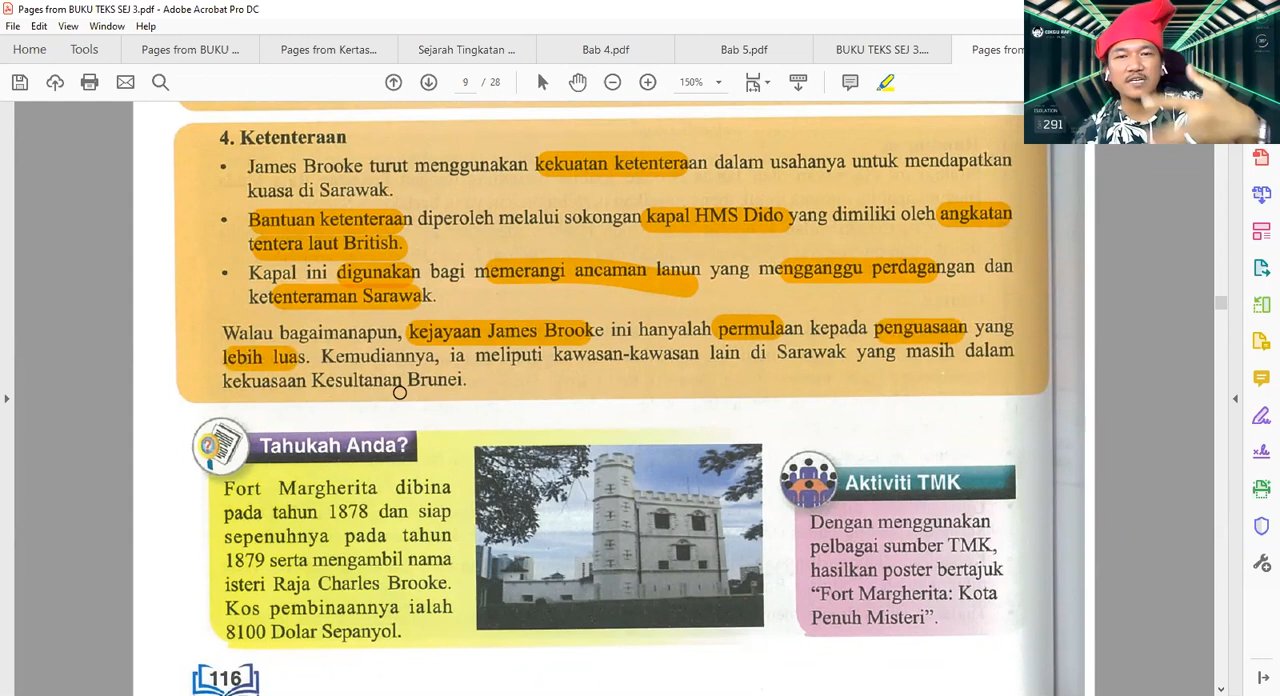 Pages from BUKU TEKS SEJ 3.pdf - Adobe Acrobat Pro DC
File Edit View Window Help
Home Tools Pages from BUKU ... Pages from Kertas... Sejarah Tingkatan ... Bab 4.pdf Bab 5.pdf BUKU TEKS SEJ 3.... Pages from
9 / 28 150%
291
4. Ketenteraan
• James Brooke turut menggunakan kekuatan ketenteraan dalam usahanya untuk mendapatkan
kuasa di Sarawak.
• Bantuan ketenteraan diperoleh melalui sokongan kapal HMS Dido yang dimiliki oleh angkatan
tentera laut British.
• Kapal ini digunakan bagi memerangi ancaman lanun yang mengganggu perdagangan dan
ketenteraman Sarawak.
Walau bagaimanapun, kejayaan James Brooke ini hanyalah permulaan kepada penguasaan yang
lebih luas. Kemudiannya, ia meliputi kawasan-kawasan lain di Sarawak yang masih dalam
kekuasaan Kesultanan Brunei.
Tahukah Anda?
Fort Margherita dibina
pada tahun 1878 dan siap
sepenuhnya pada tahun
1879 serta mengambil nama
isteri Raja Charles Brooke.
Kos pembinaannya ialah
8100 Dolar Sepanyol.
Aktiviti TMK
Dengan menggunakan
pelbagai sumber TMK,
hasilkan poster bertajuk
“Fort Margherita: Kota
Penuh Misteri”.
116